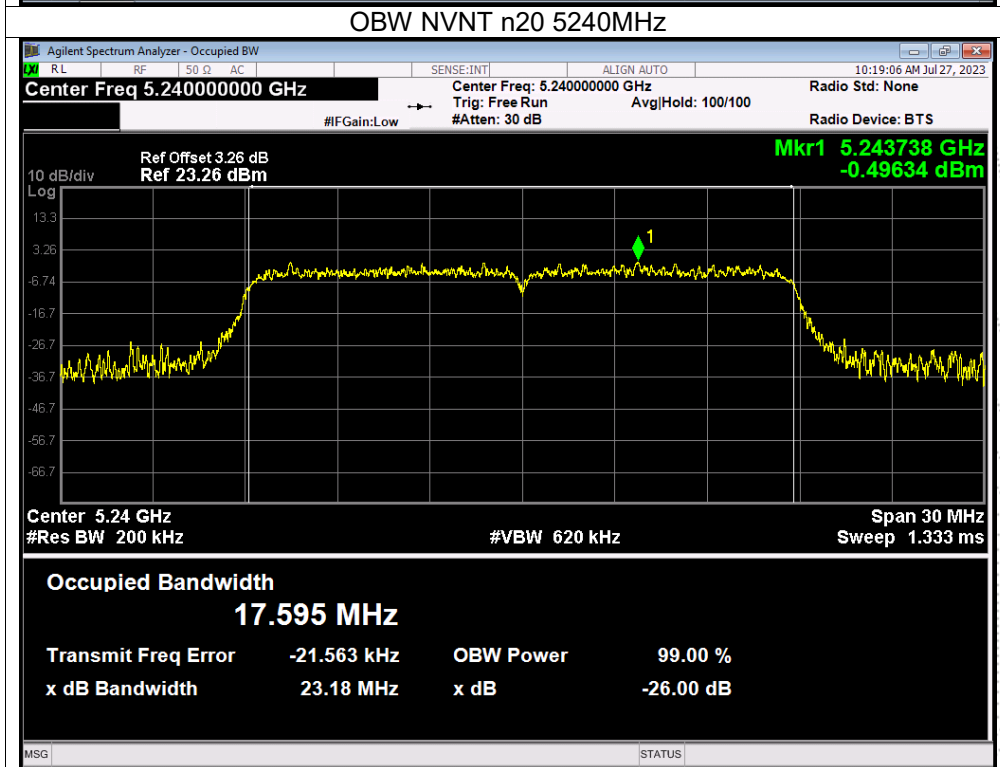 OBW NVNT n20 5240MHz
Agilent Spectrum Analyzer - Occupied BW
LXI RL RF 50 Ω AC SENSE:INT ALIGN AUTO 10:19:06 AM Jul 27, 2023
Center Freq 5.240000000 GHz Center Freq: 5.240000000 GHz Radio Std: None
Trig: Free Run Avg|Hold: 100/100
#IFGain:Low #Atten: 30 dB Radio Device: BTS
Ref Offset 3.26 dB Mkr1 5.243738 GHz
10 dB/div Ref 23.26 dBm -0.49634 dBm
Log
13.3
3.26
-6.74
-16.7
-26.7
-36.7
-46.7
-56.7
-66.7
1
Center 5.24 GHz Span 30 MHz
#Res BW 200 kHz #VBW 620 kHz Sweep 1.333 ms
Occupied Bandwidth
17.595 MHz
Transmit Freq Error -21.563 kHz OBW Power 99.00 %
x dB Bandwidth 23.18 MHz x dB -26.00 dB
MSG STATUS